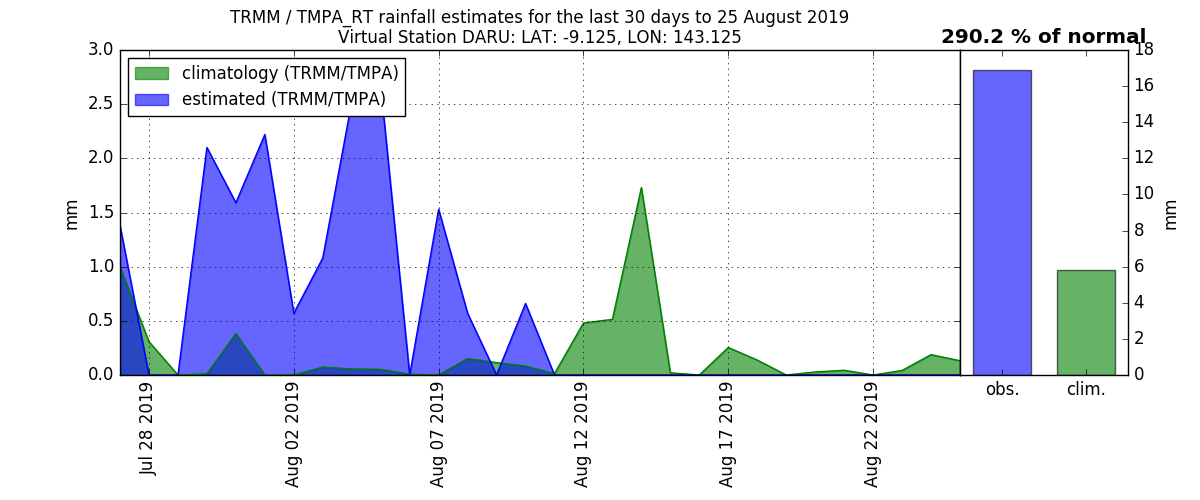 TRMM / TMPA_RT rainfall estimates for the last 30 days to 25 August 2019
Virtual Station DARU: LAT: -9.125, LON: 143.125
290.2 % of normal
climatology (TRMM/TMPA)
estimated (TRMM/TMPA)
3.0
2.5
2.0
1.5
1.0
0.5
0.0
mm
Jul 28 2019
Aug 02 2019
Aug 07 2019
Aug 12 2019
Aug 17 2019
Aug 22 2019
obs.
clim.
18
16
14
12
10
8
6
4
2
0
mm